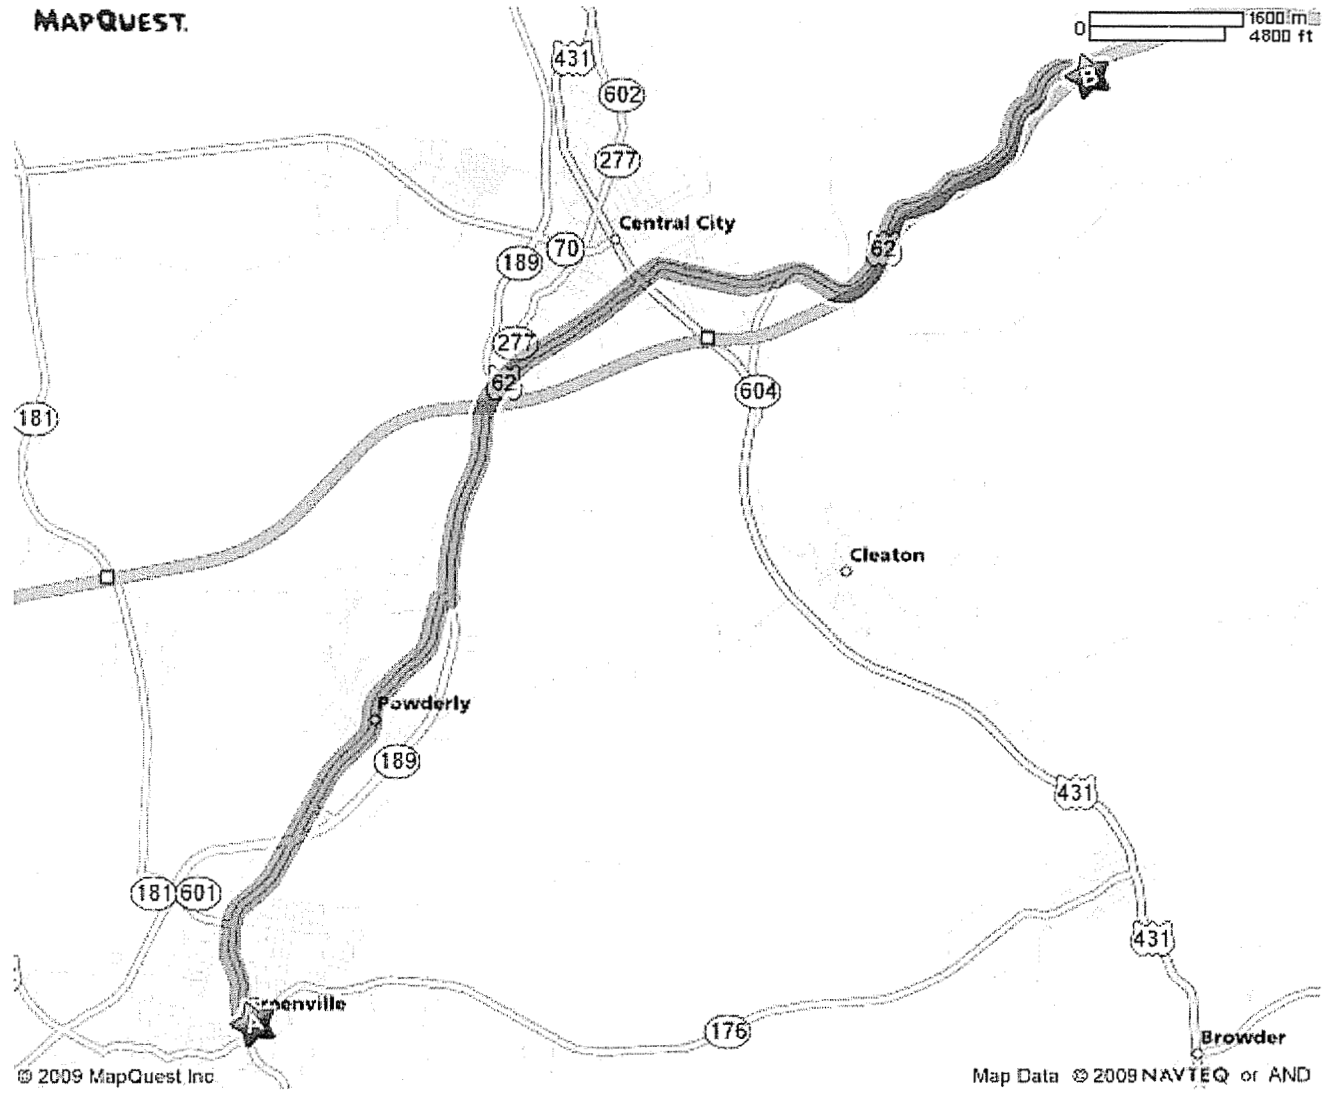 MAPQUEST.
0
1600 m
4800 ft
B
431
602
277
Central City
70
189
62
277
62
604
181
Cleaton
Powderly
189
431
181
601
431
Greenville
A
176
Browder
© 2009 MapQuest Inc
Map Data © 2009 NAVTEQ or AND